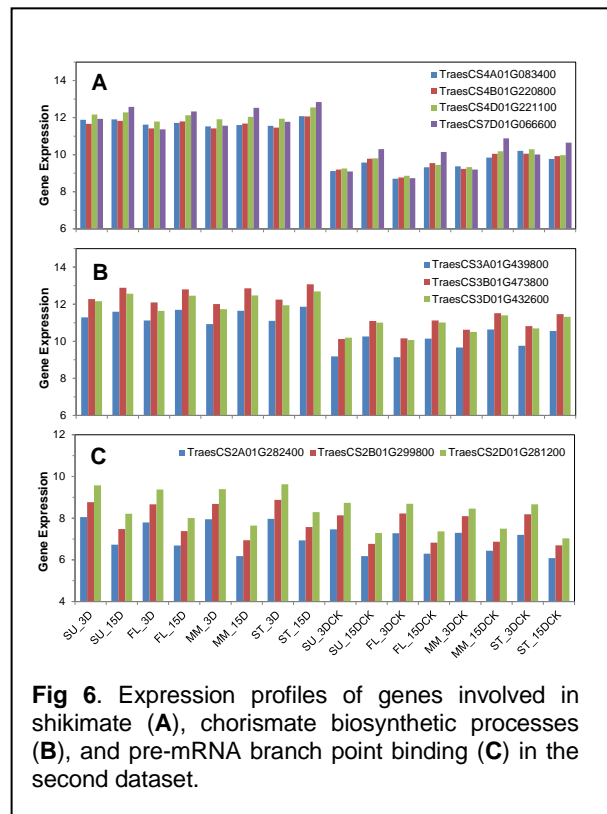 A
TraesCS4A01G083400
TraesCS4B01G220800
TraesCS4D01G221100
TraesCS7D01G066600
Gene Expression
14
12
10
8
6
B
TraesCS3A01G439800
TraesCS3B01G473800
TraesCS3D01G432600
Gene Expression
14
12
10
8
6
C
TraesCS2A01G282400 TraesCS2B01G299800 TraesCS2D01G281200
Gene Expression
12
10
8
6
4
SU_3D
SU_15D
FL_3D
FL_15D
MM_3D
MM_15D
ST_3D
ST_15D
SU_3DCK
SU_15DCK
FL_3DCK
FL_15DCK
MM_3DCK
MM_15DCK
ST_3DCK
ST_15DCK
Fig 6. Expression profiles of genes involved in
shikimate (A), chorismate biosynthetic processes
(B), and pre-mRNA branch point binding (C) in the
second dataset.